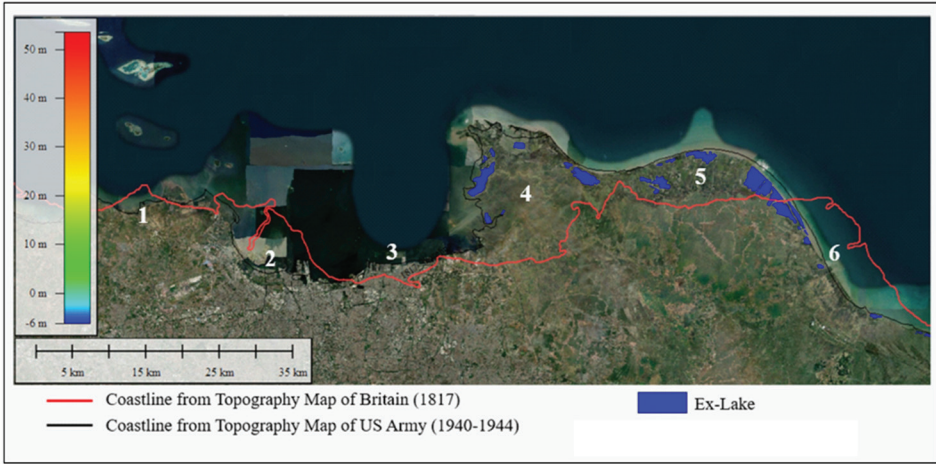 50 m
40 m
30 m
20 m
10 m
0 m
-6 m
1
2
3
4
5
6
5 km
15 km
25 km
35 km
Coastline from Topography Map of Britain (1817)
Ex-Lake
Coastline from Topography Map of US Army (1940-1944)